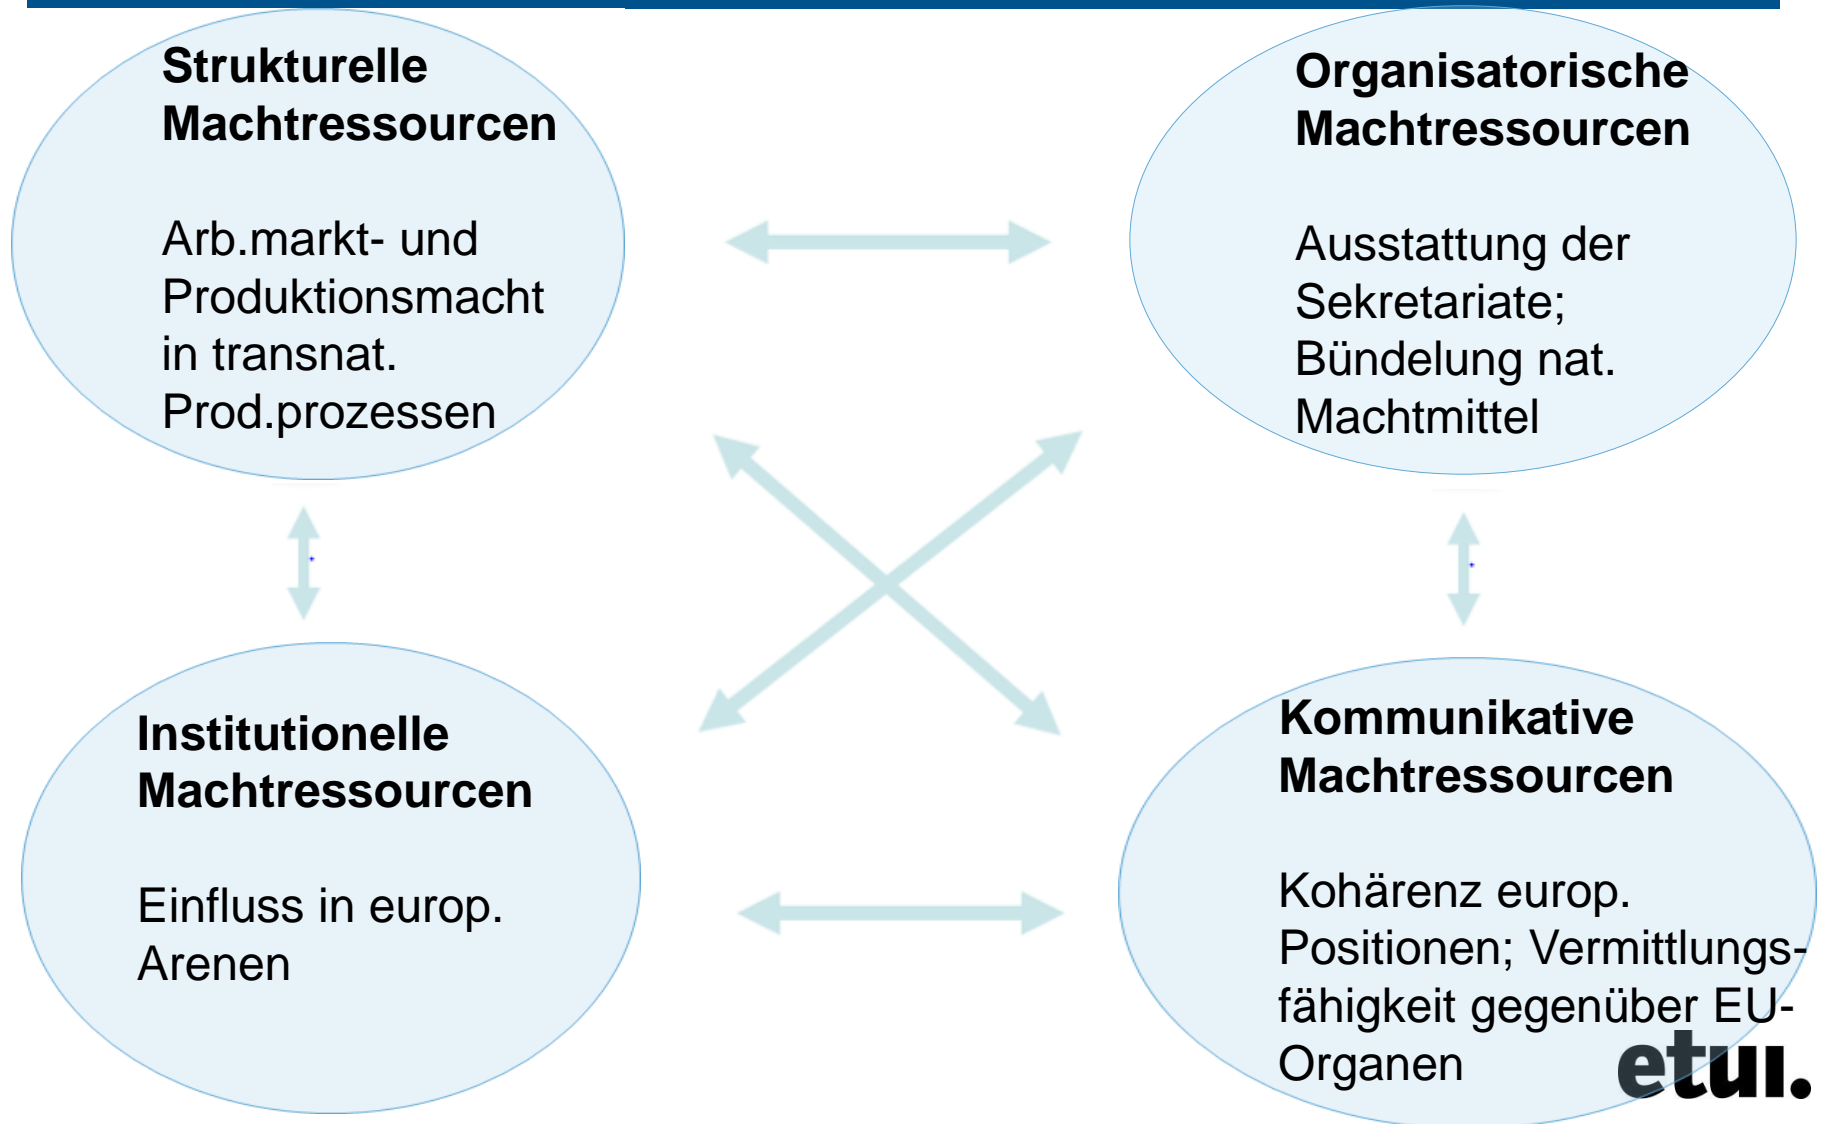 Strukturelle
Machtressourcen
Arb.markt- und
Produktionsmacht
in transnat.
Prod.prozessen
Organisatorische
Machtressourcen
Ausstattung der
Sekretariate;
Bündelung nat.
Machtmittel
Institutionelle
Machtressourcen
Einfluss in europ.
Arenen
Kommunikative
Machtressourcen
Kohärenz europ.
Positionen; Vermittlungs-
fähigkeit gegenüber EU-
Organen
etui.